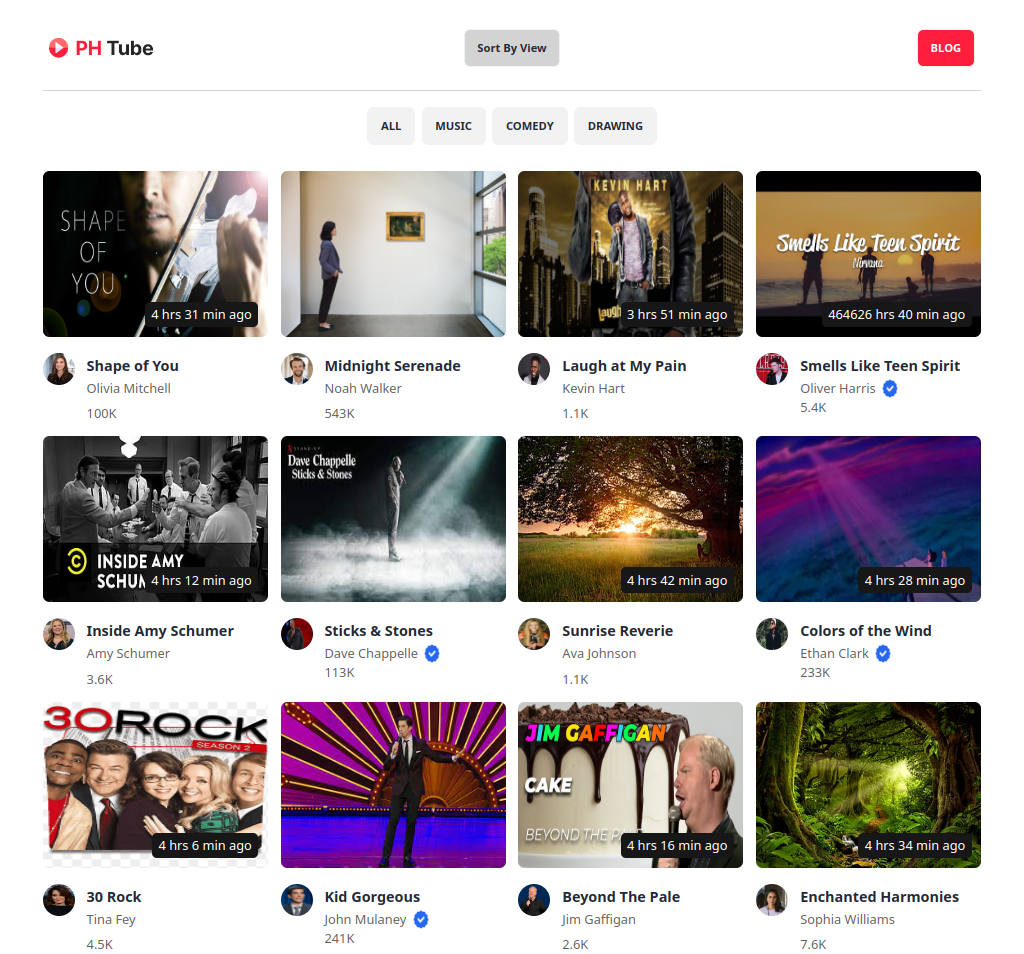 PH Tube
Sort By View
BLOG
ALL
MUSIC
COMEDY
DRAWING
SHAPE
OF
YOU
4 hrs 31 min ago
KEVIN HART
Laugh
3 hrs 51 min ago
Smells Like Teen Spirit
Nirvana
464626 hrs 40 min ago
Shape of You
Olivia Mitchell
100K
Midnight Serenade
Noah Walker
543K
Laugh at My Pain
Kevin Hart
1.1K
Smells Like Teen Spirit
Oliver Harris
5.4K
INSIDE AMY
SCHUM
4 hrs 12 min ago
STAND-UP
Dave Chappelle
Sticks & Stones
4 hrs 42 min ago
4 hrs 28 min ago
Inside Amy Schumer
Amy Schumer
3.6K
Sticks & Stones
Dave Chappelle
113K
Sunrise Reverie
Ava Johnson
1.1K
Colors of the Wind
Ethan Clark
233K
30 ROCK
SEASON 2
4 hrs 6 min ago
JIM GAFFIGAN
CAKE
BEYOND THE PALE
4 hrs 16 min ago
4 hrs 34 min ago
30 Rock
Tina Fey
4.5K
Kid Gorgeous
John Mulaney
241K
Beyond The Pale
Jim Gaffigan
2.6K
Enchanted Harmonies
Sophia Williams
7.6K